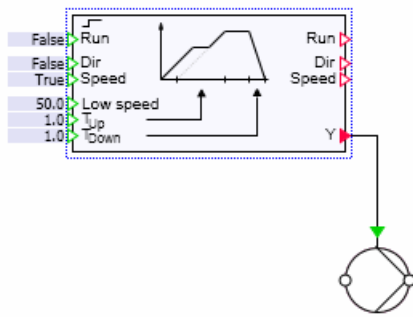 False Run Run
False Dir Dir
True Speed Speed
50.0 Low speed
1.0 TUp
1.0 TDown Y